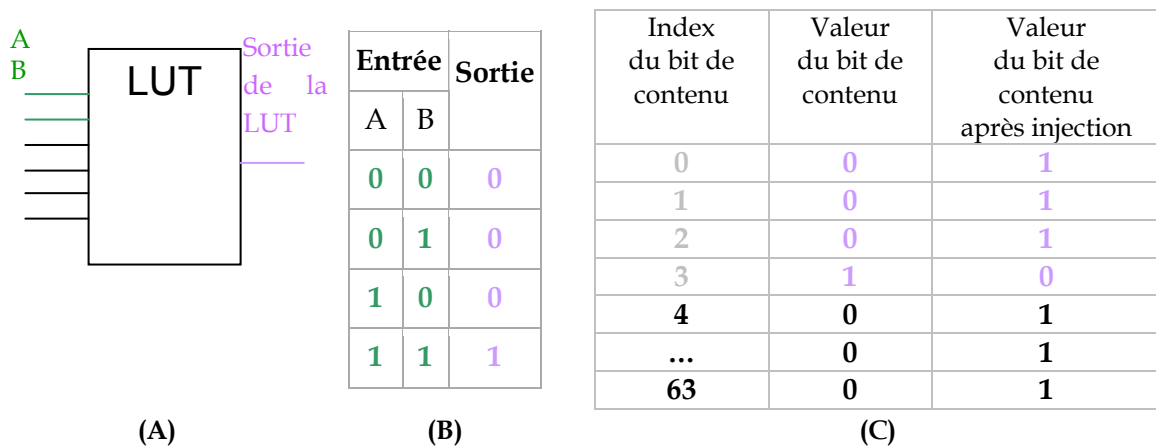 A
B
LUT
Sortie
de la
LUT
Entrée Sortie
A B
0 0 0
0 1 0
1 0 0
1 1 1
Index
du bit de
contenu
Valeur
du bit de
contenu
Valeur
du bit de
contenu
après injection
0 0 1
1 0 1
2 0 1
3 1 0
4 0 1
... 0 1
63 0 1
(A) (B) (C)